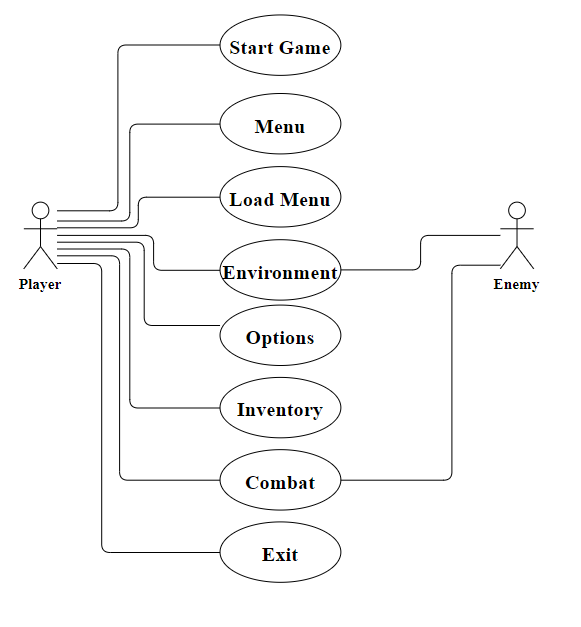 Start Game
Menu
Load Menu
Player
Environment
Enemy
Options
Inventory
Combat
Exit